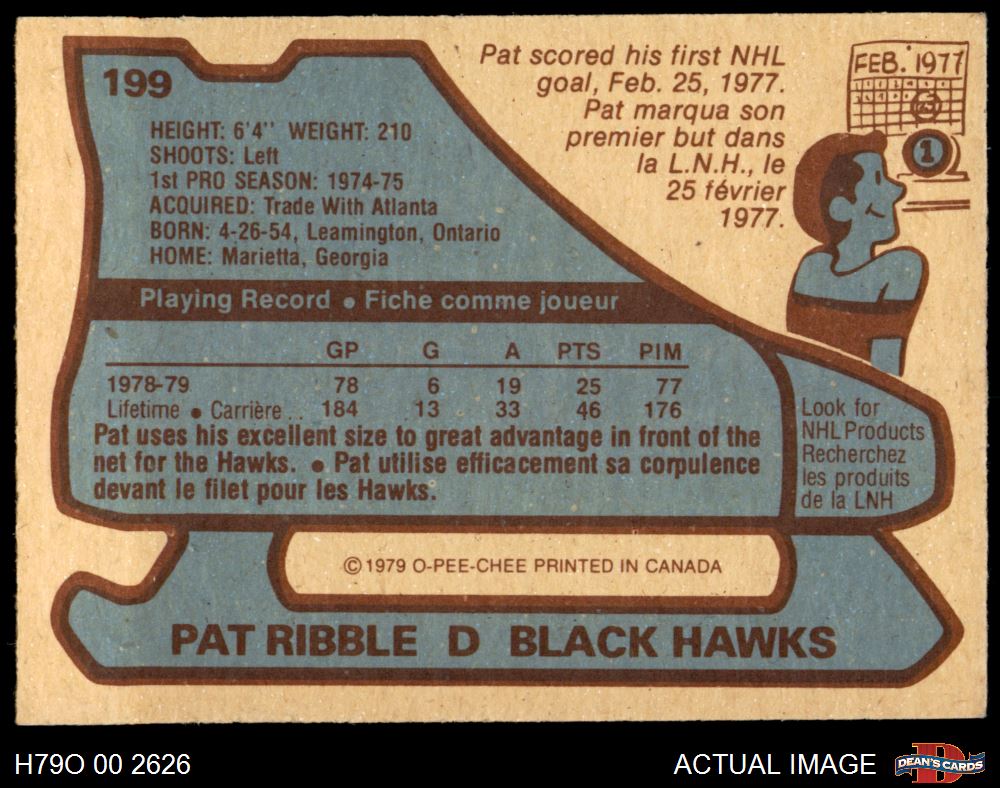 199
HEIGHT: 6'4" WEIGHT: 210
SHOOTS: Left
1st PRO SEASON: 1974-75
ACQUIRED: Trade With Atlanta
BORN: 4-26-54, Leamington, Ontario
HOME: Marietta, Georgia
Pat scored his first NHL
goal, Feb. 25, 1977.
Pat marqua son
premier but dans
la L.N.H., le
25 février
1977.
FEB. 1977
1
Playing Record ● Fiche comme joueur
GP G A PTS PIM
1978-79 78 6 19 25 77
Lifetime ● Carrière .. 184 13 33 46 176
Pat uses his excellent size to great advantage in front of the
net for the Hawks. ● Pat utilise efficacement sa corpulence
devant le filet pour les Hawks.
Look for
NHL Products
Recherchez
les produits
de la LNH
©1979 O-PEE-CHEE PRINTED IN CANADA
PAT RIBBLE D BLACK HAWKS
H79O 00 2626
ACTUAL IMAGE
DEAN'S CARDS